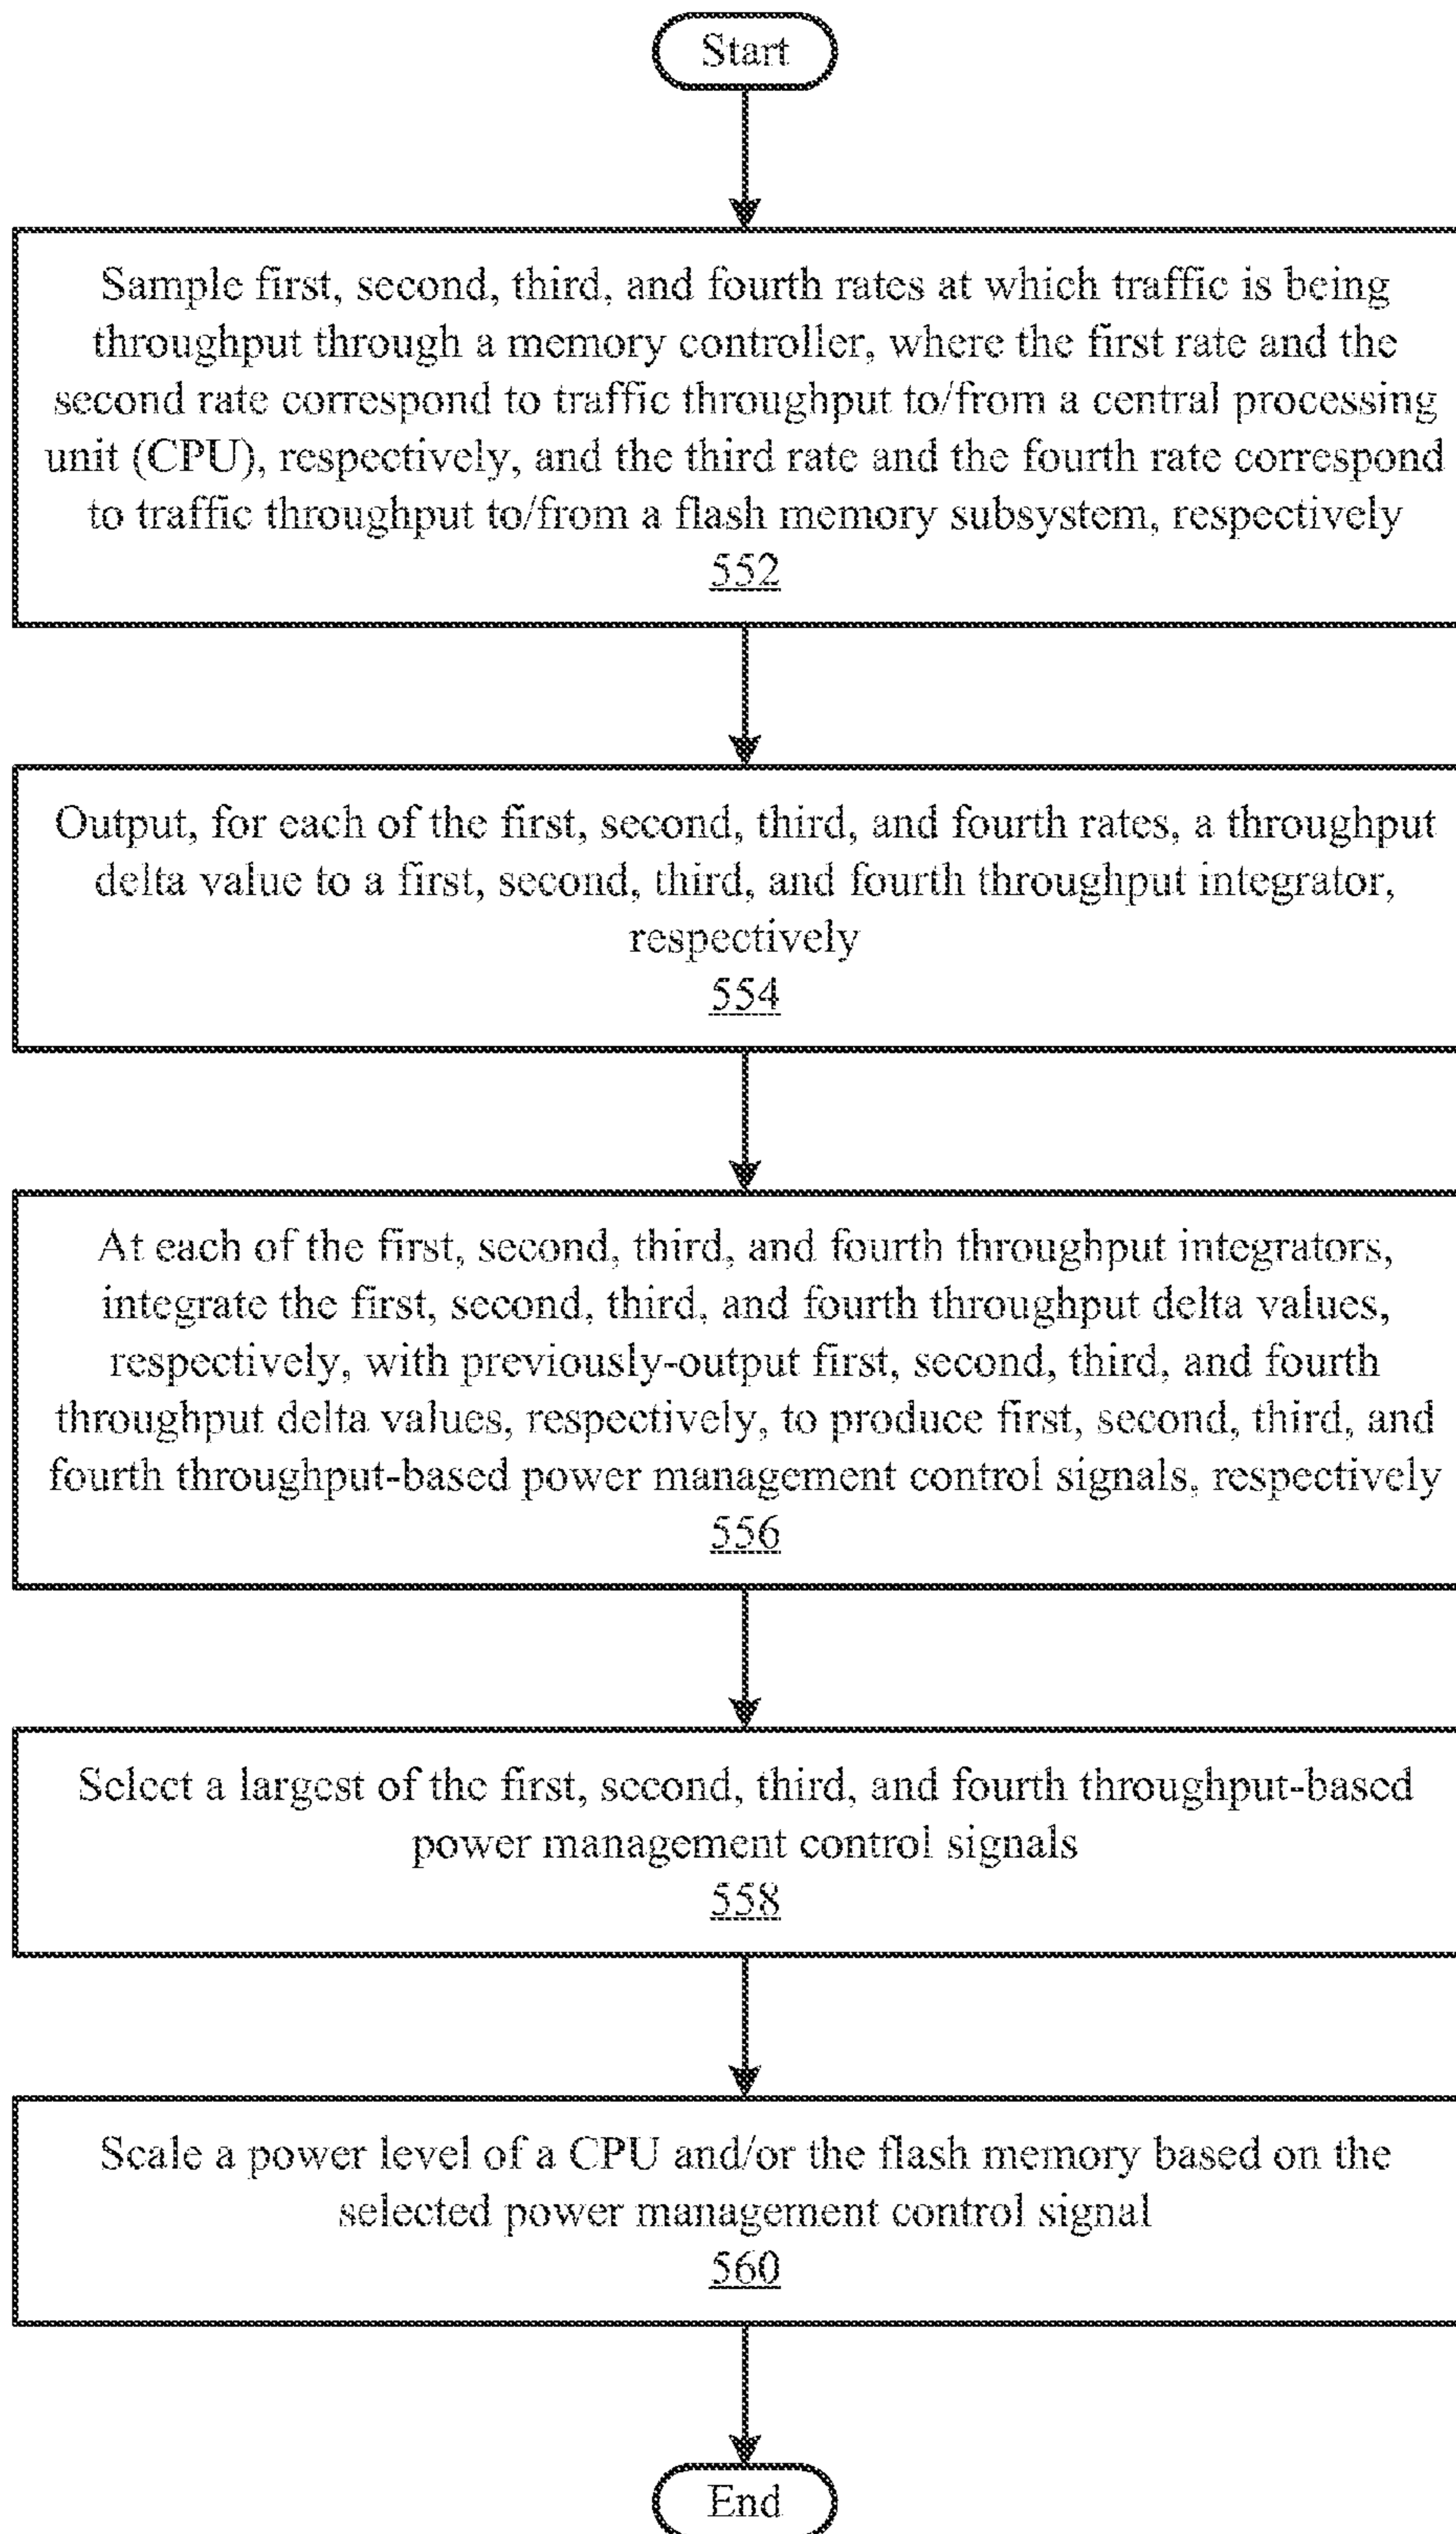 Start
Sample first, second, third, and fourth rates at which traffic is being
throughput through a memory controller, where the first rate and the
second rate correspond to traffic throughput to/from a central processing
unit (CPU), respectively, and the third rate and the fourth rate correspond
to traffic throughput to/from a flash memory subsystem, respectively
552
Output, for each of the first, second, third, and fourth rates, a throughput
delta value to a first, second, third, and fourth throughput integrator,
respectively
554
At each of the first, second, third, and fourth throughput integrators,
integrate the first, second, third, and fourth throughput delta values,
respectively, with previously-output first, second, third, and fourth
throughput delta values, respectively, to produce first, second, third, and
fourth throughput-based power management control signals, respectively
556
Select a largest of the first, second, third, and fourth throughput-based
power management control signals
558
Scale a power level of a CPU and/or the flash memory based on the
selected power management control signal
560
End